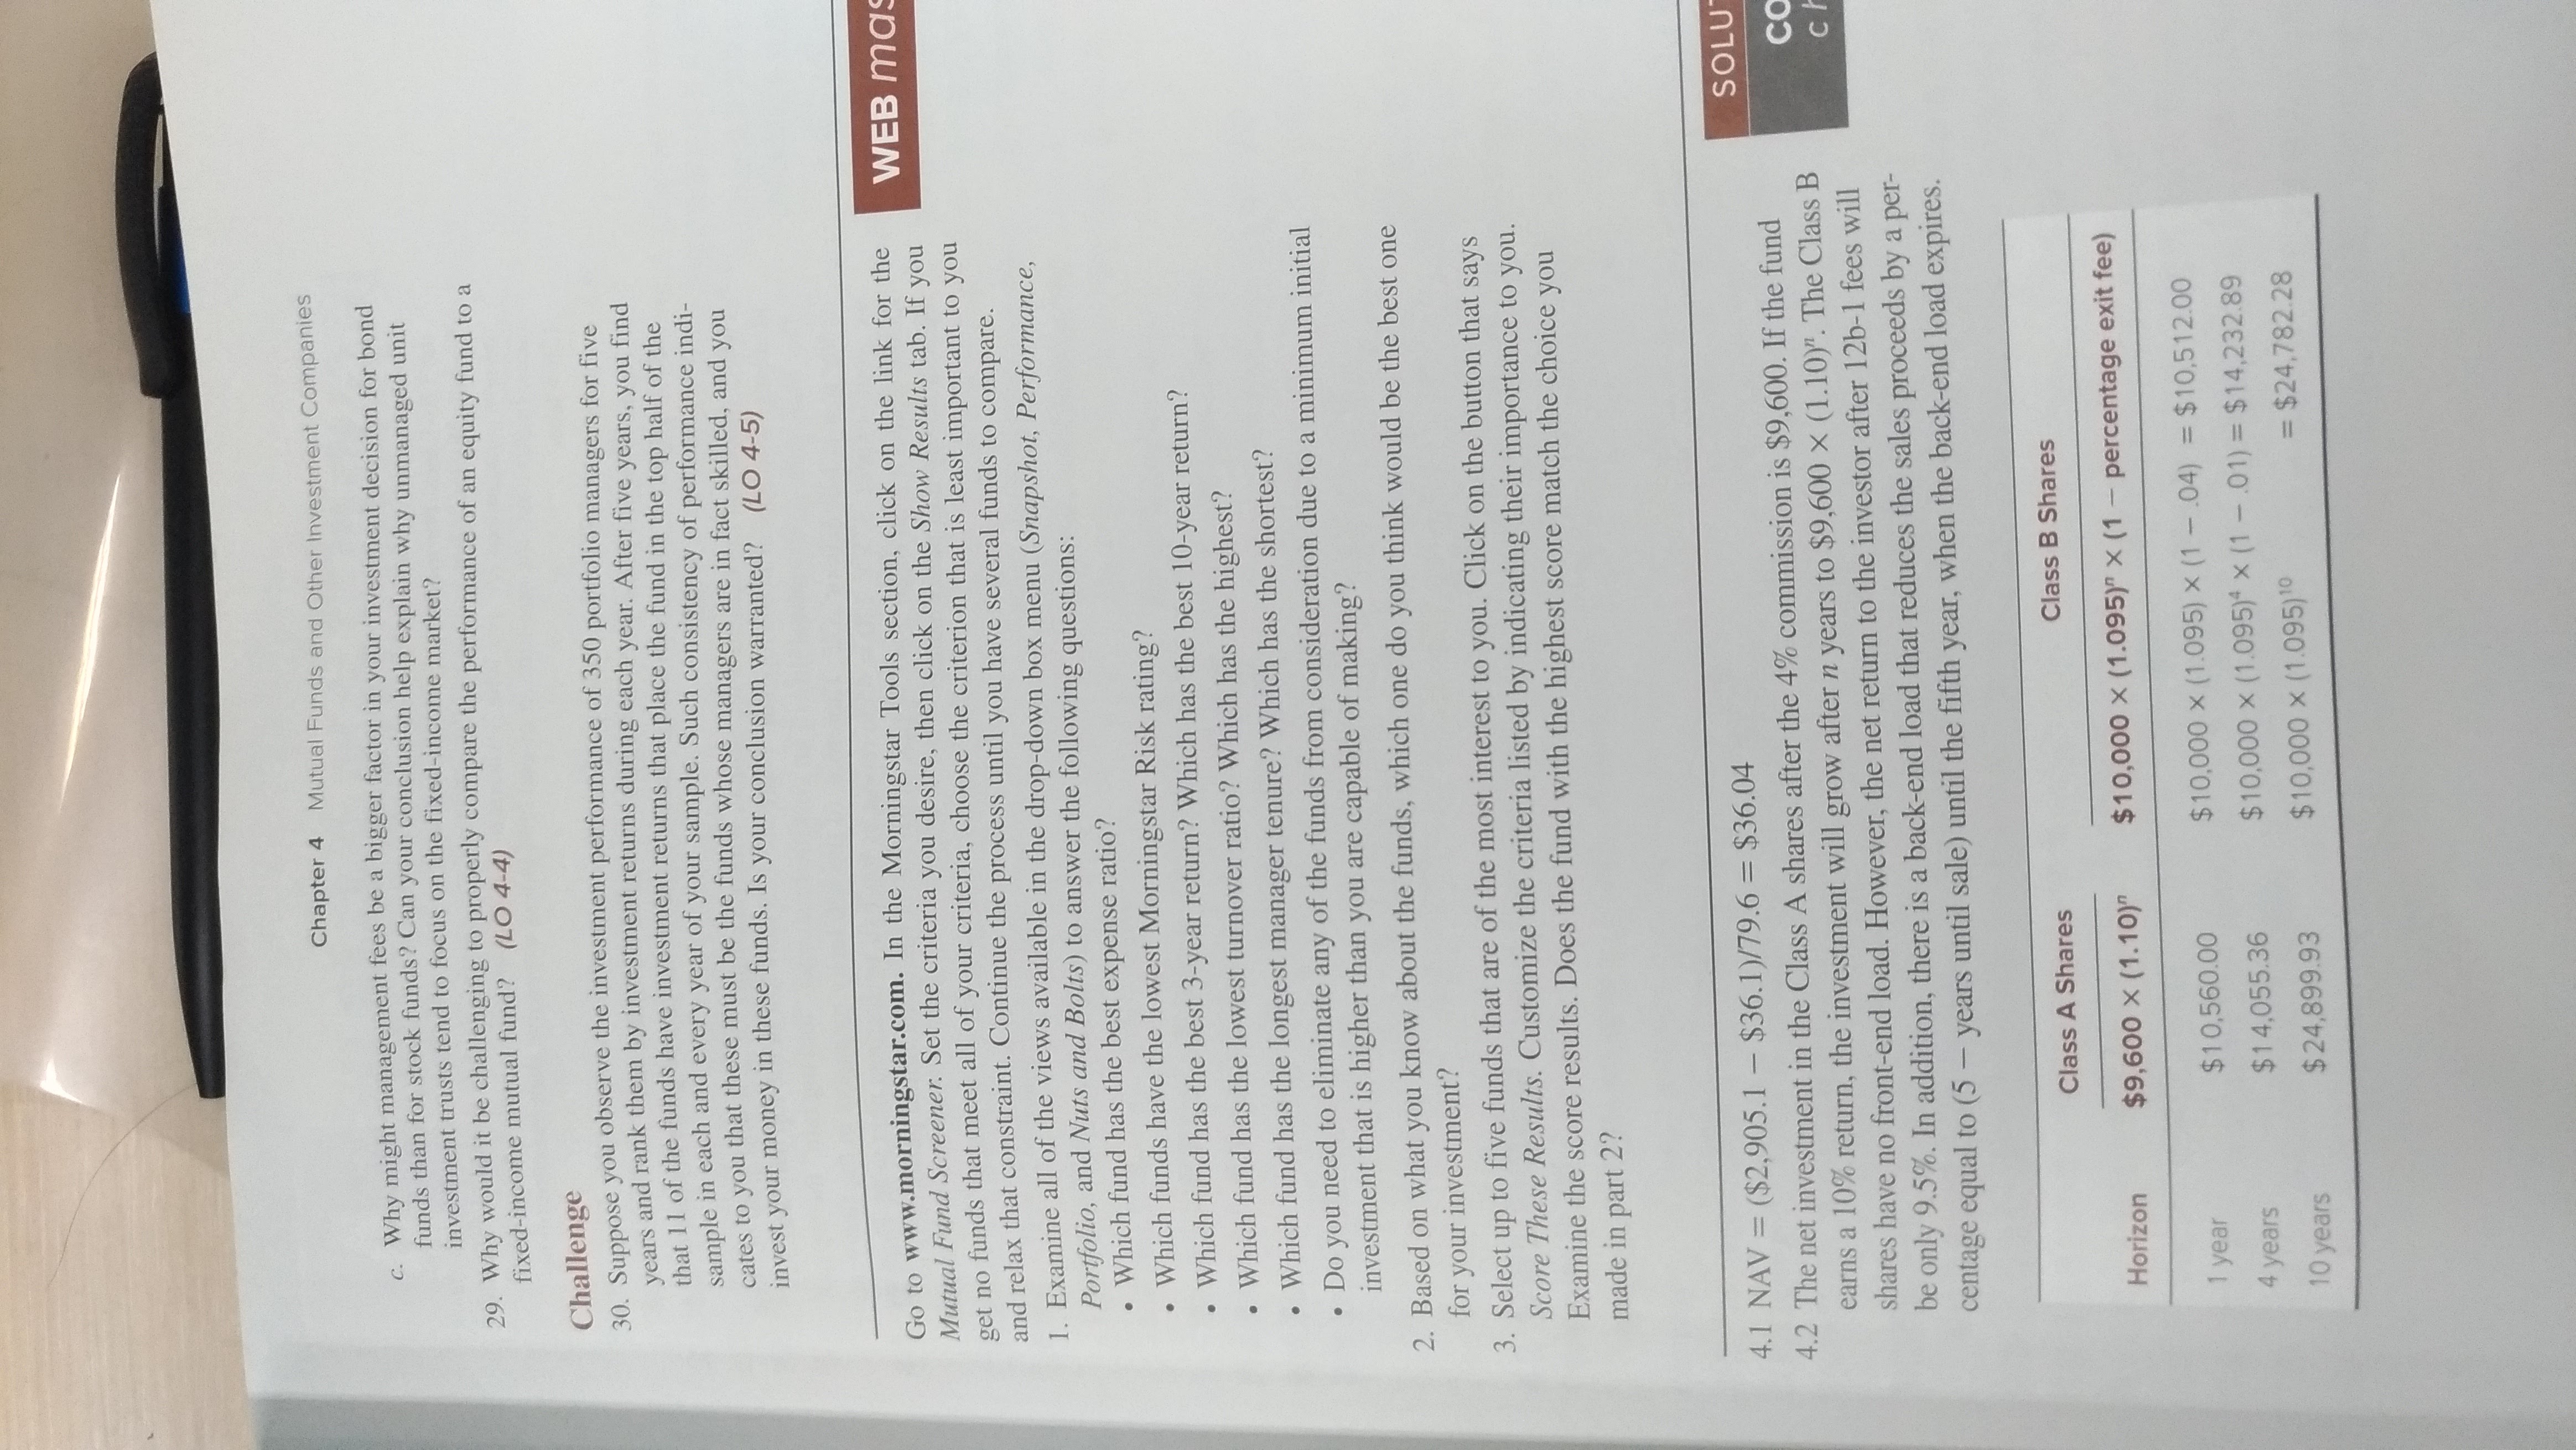 Chapter 4 Mutual Funds and Other Investment Companies
c. Why might management fees be a bigger factor in your investment decision for bond
funds than for stock funds? Can your conclusion help explain why unmanaged unit
investment trusts tend to focus on the fixed-income market?
29. Why would it be challenging to properly compare the performance of an equity fund to a
fixed-income mutual fund? (LO 4-4)
Challenge
30. Suppose you observe the investment performance of 350 portfolio managers for five
years and rank them by investment returns during each year. After five years, you find
that 11 of the funds have investment returns that place the fund in the top half of the
sample in each and every year of your sample. Such consistency of performance indi-
cates to you that these must be the funds whose managers are in fact skilled, and you
invest your money in these funds. Is your conclusion warranted? (LO 4-5)
WEB mas
Go to www.morningstar.com. In the Morningstar Tools section, click on the link for the
Mutual Fund Screener. Set the criteria you desire, then click on the Show Results tab. If you
get no funds that meet all of your criteria, choose the criterion that is least important to you
and relax that constraint. Continue the process until you have several funds to compare.
1. Examine all of the views available in the drop-down box menu (Snapshot, Performance,
Portfolio, and Nuts and Bolts) to answer the following questions:
• Which fund has the best expense ratio?
• Which funds have the lowest Morningstar Risk rating?
• Which fund has the best 3-year return? Which has the best 10-year return?
• Which fund has the lowest turnover ratio? Which has the highest?
• Which fund has the longest manager tenure? Which has the shortest?
• Do you need to eliminate any of the funds from consideration due to a minimum initial
investment that is higher than you are capable of making?
2. Based on what you know about the funds, which one do you think would be the best one
for your investment?
3. Select up to five funds that are of the most interest to you. Click on the button that says
Score These Results. Customize the criteria listed by indicating their importance to you.
Examine the score results. Does the fund with the highest score match the choice you
made in part 2?
SOLU
CO
ch
4.1 NAV = ($2,905.1 − $36.1)/79.6 = $36.04
4.2 The net investment in the Class A shares after the 4% commission is $9,600. If the fund
earns a 10% return, the investment will grow after n years to $9,600 × (1.10)ⁿ. The Class B
shares have no front-end load. However, the net return to the investor after 12b-1 fees will
be only 9.5%. In addition, there is a back-end load that reduces the sales proceeds by a per-
centage equal to (5 − years until sale) until the fifth year, when the back-end load expires.
Class A Shares Class B Shares
Horizon $9,600 × (1.10)ⁿ $10,000 × (1.095)ⁿ × (1 − percentage exit fee)
1 year $10,560.00 $10,000 × (1.095) × (1 − .04) = $10,512.00
4 years $14,055.36 $10,000 × (1.095)⁴ × (1 − .01) = $14,232.89
10 years $24,899.93 $10,000 × (1.095)¹⁰ = $24,782.28